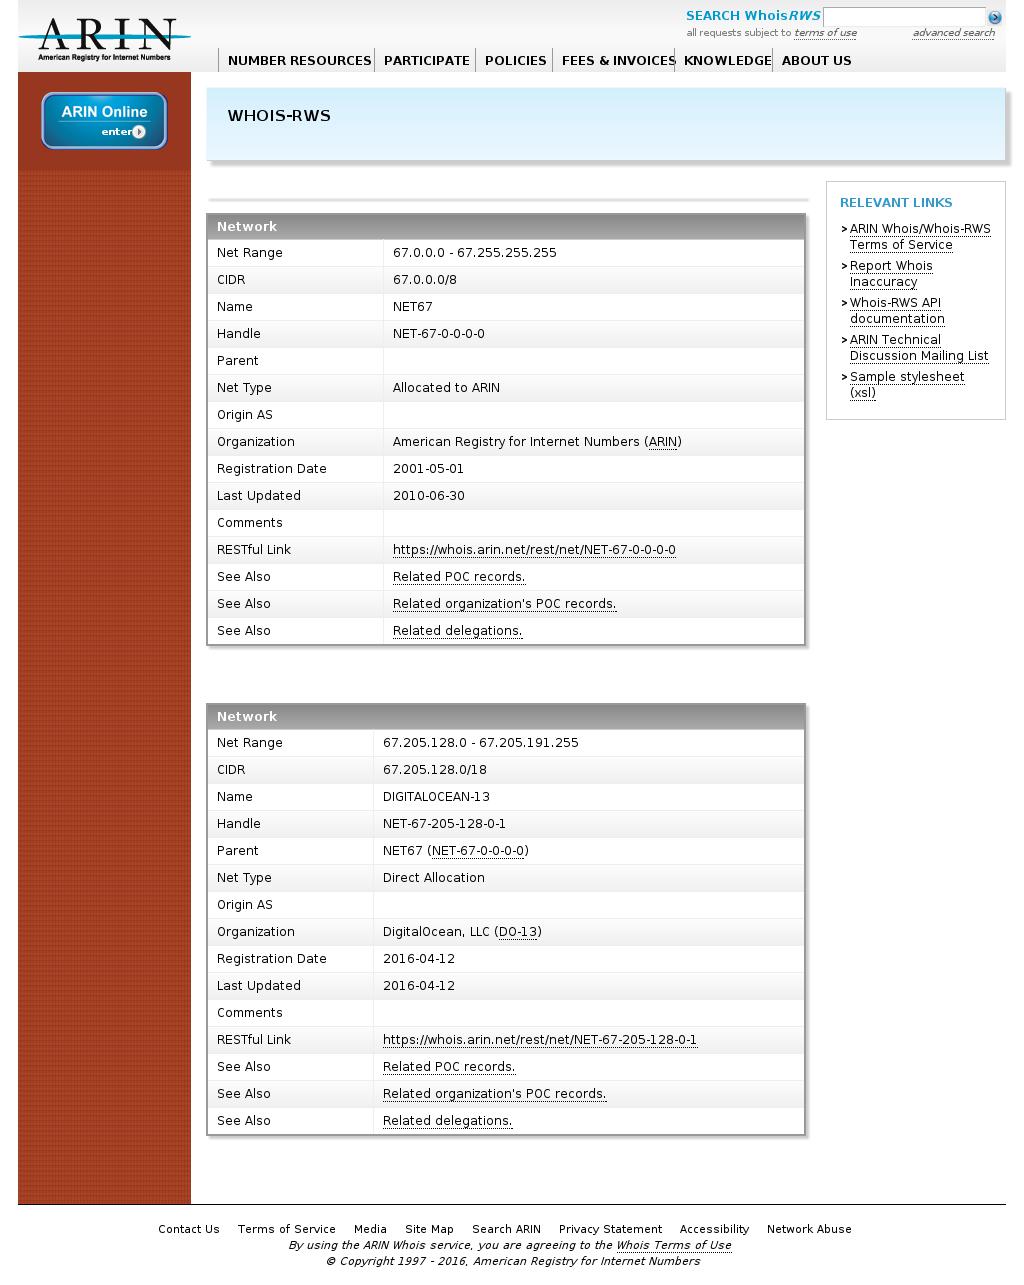 SEARCH WhoisRWS
all requests subject to terms of use advanced search
ARIN
American Registry for Internet Numbers
NUMBER RESOURCES PARTICIPATE POLICIES FEES & INVOICES KNOWLEDGE ABOUT US
ARIN Online
enter
WHOIS-RWS
Network
Net Range 67.0.0.0 - 67.255.255.255
CIDR 67.0.0.0/8
Name NET67
Handle NET-67-0-0-0-0
Parent
Net Type Allocated to ARIN
Origin AS
Organization American Registry for Internet Numbers (ARIN)
Registration Date 2001-05-01
Last Updated 2010-06-30
Comments
RESTful Link https://whois.arin.net/rest/net/NET-67-0-0-0-0
See Also Related POC records.
See Also Related organization's POC records.
See Also Related delegations.
Network
Net Range 67.205.128.0 - 67.205.191.255
CIDR 67.205.128.0/18
Name DIGITALOCEAN-13
Handle NET-67-205-128-0-1
Parent NET67 (NET-67-0-0-0-0)
Net Type Direct Allocation
Origin AS
Organization DigitalOcean, LLC (DO-13)
Registration Date 2016-04-12
Last Updated 2016-04-12
Comments
RESTful Link https://whois.arin.net/rest/net/NET-67-205-128-0-1
See Also Related POC records.
See Also Related organization's POC records.
See Also Related delegations.
RELEVANT LINKS
> ARIN Whois/Whois-RWS
Terms of Service
> Report Whois
Inaccuracy
> Whois-RWS API
documentation
> ARIN Technical
Discussion Mailing List
> Sample stylesheet
(xsl)
Contact Us Terms of Service Media Site Map Search ARIN Privacy Statement Accessibility Network Abuse
By using the ARIN Whois service, you are agreeing to the Whois Terms of Use
© Copyright 1997 - 2016, American Registry for Internet Numbers